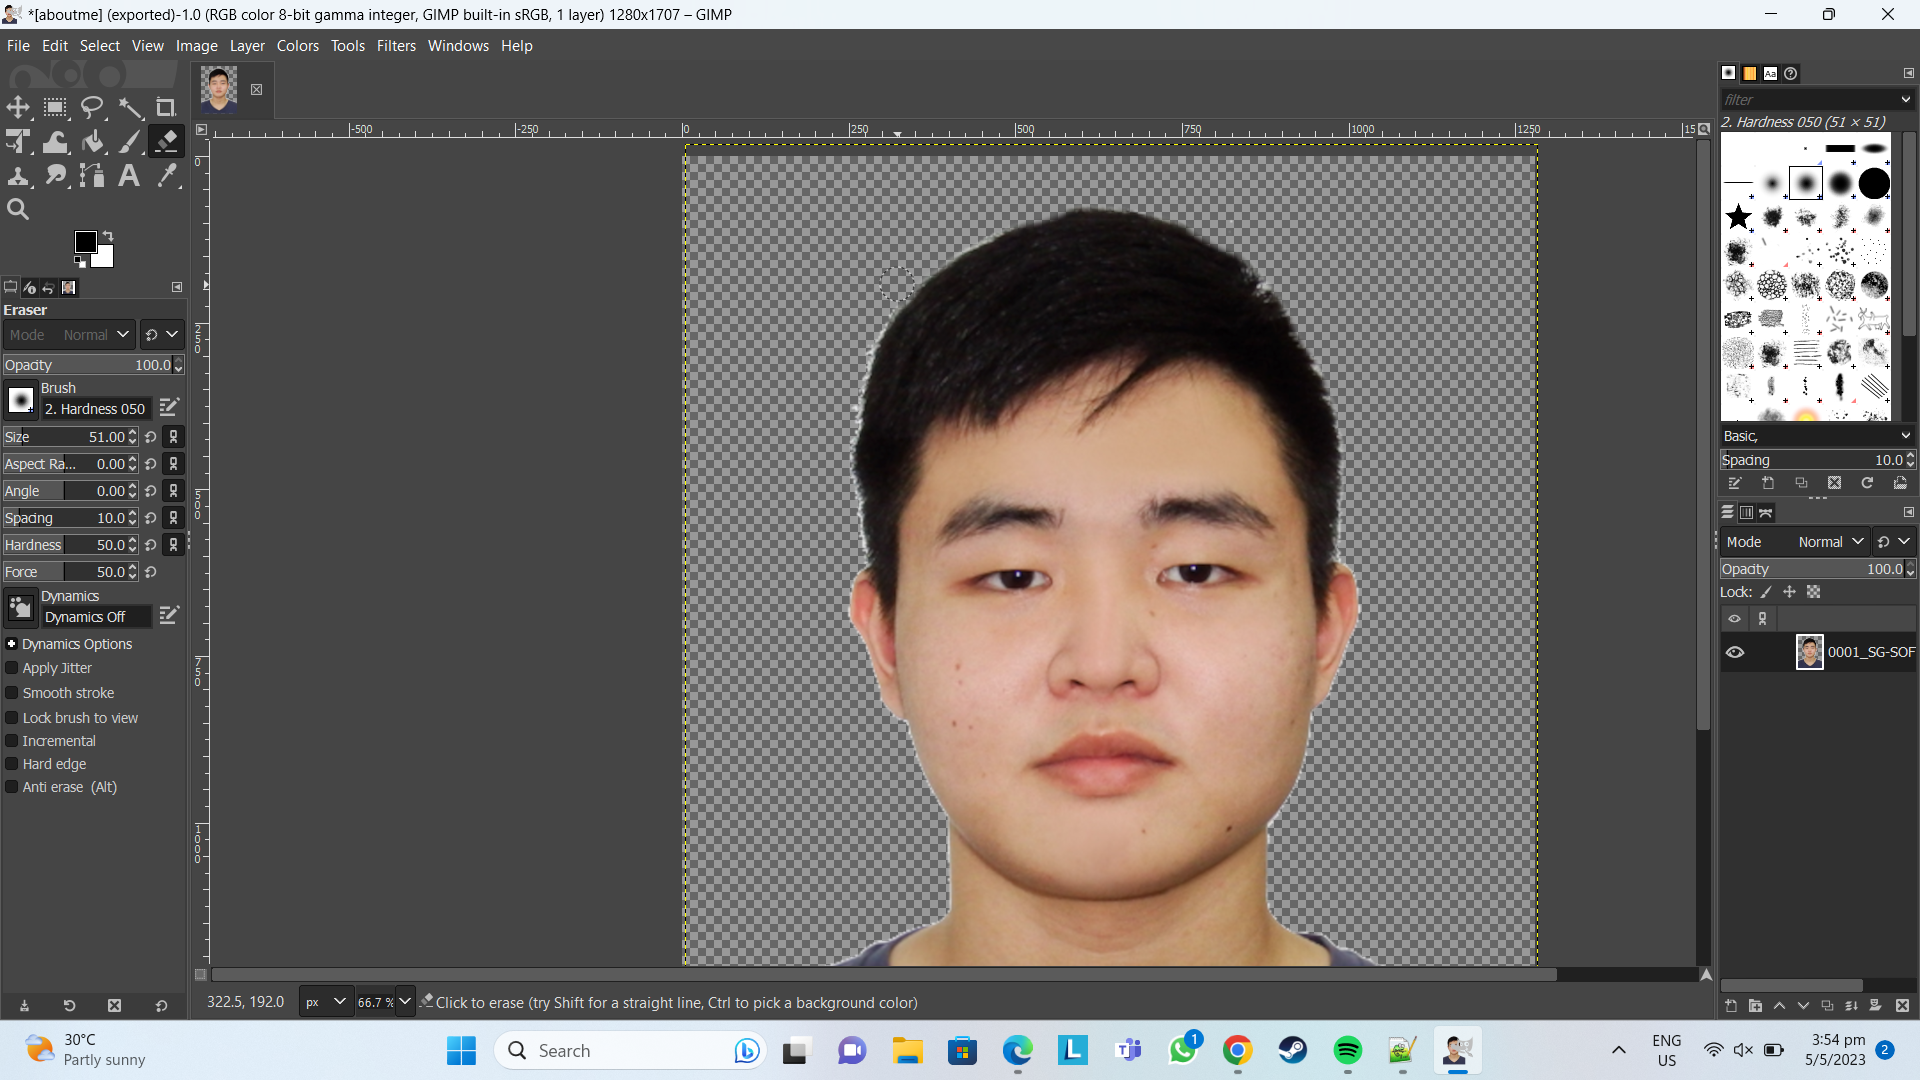 *[aboutme] (exported)-1.0 (RGB color 8-bit gamma integer, GIMP built-in sRGB, 1 layer) 1280x1707 – GIMP
File Edit Select View Image Layer Colors Tools Filters Windows Help
-500 -250 0 250 500 750 1000 1250 15
0
250
500
750
1000
Eraser
Mode Normal
Opacity 100.0
Brush
2. Hardness 050
Size 51.00
Aspect Ra... 0.00
Angle 0.00
Spacing 10.0
Hardness 50.0
Force 50.0
Dynamics
Dynamics Off
Dynamics Options
Apply Jitter
Smooth stroke
Lock brush to view
Incremental
Hard edge
Anti erase (Alt)
Aa
filter
2. Hardness 050 (51 × 51)
Basic,
Spacing 10.0
Mode Normal
Opacity 100.0
Lock:
0001_SG-SOF
322.5, 192.0 px 66.7 % Click to erase (try Shift for a straight line, Ctrl to pick a background color)
30°C
Partly sunny
Search
L
1
ENG
US
3:54 pm
5/5/2023
2